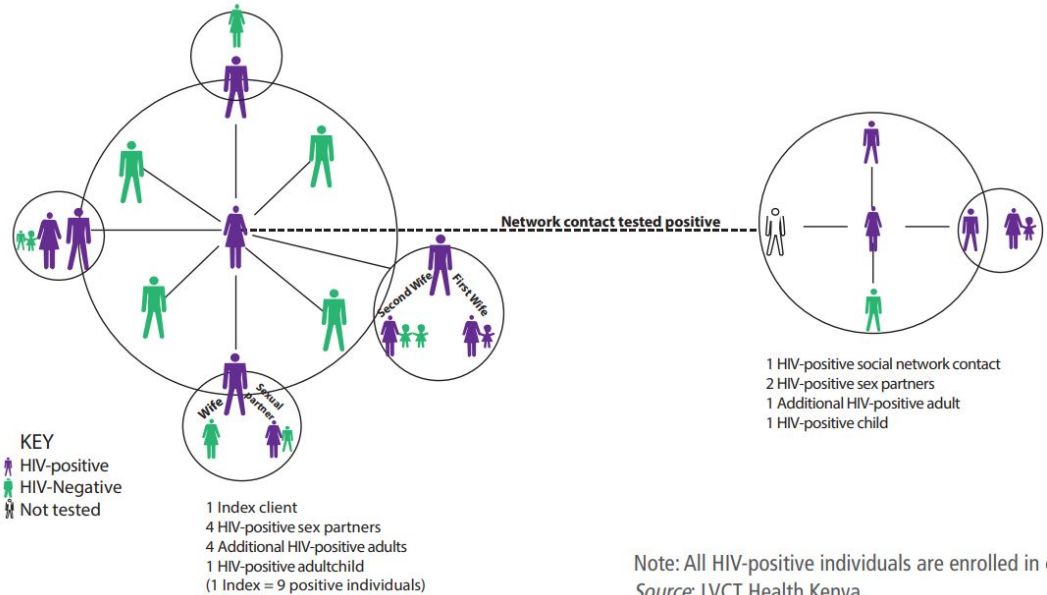 Network contact tested positive
Second Wife
First Wife
Wife
Sexual
partner
KEY
HIV-positive
HIV-Negative
Not tested
1 Index client
4 HIV-positive sex partners
4 Additional HIV-positive adults
1 HIV-positive adultchild
(1 Index = 9 positive individuals)
1 HIV-positive social network contact
2 HIV-positive sex partners
1 Additional HIV-positive adult
1 HIV-positive child
Note: All HIV-positive individuals are enrolled in
Source: LVCT Health Kenya